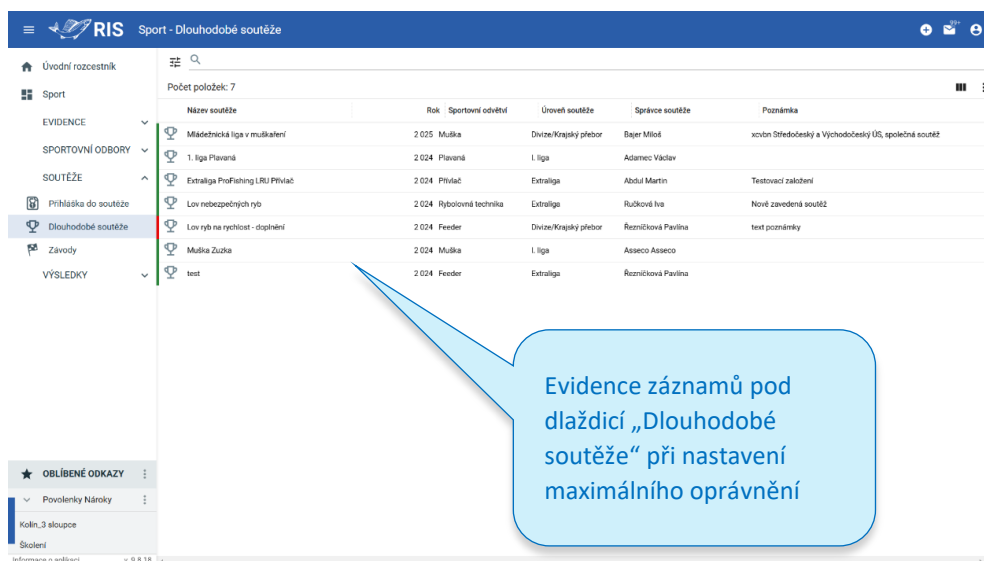 RIS Sport - Dlouhodobé soutěže 99+
Úvodní rozcestník
Sport
EVIDENCE
SPORTOVNÍ ODBORY
SOUTĚŽE
Přihláška do soutěže
Dlouhodobé soutěže
Závody
VÝSLEDKY
OBLÍBENÉ ODKAZY
Povolenky Nároky
Kolín_3 sloupce
Školení
Informace o aplikaci v. 9.8.18
Počet položek: 7
Název soutěže Rok Sportovní odvětví Úroveň soutěže Správce soutěže Poznámka
Mládežnická liga v muškaření 2 025 Muška Divize/Krajský přebor Bajer Miloš xcvbn Středočeský a Východočeský ÚS, společná soutěž
1. liga Plavaná 2 024 Plavaná I. liga Adamec Václav
Extraliga ProFishing LRU Přívlač 2 024 Přívlač Extraliga Abdul Martin Testovací založení
Lov nebezpečných ryb 2 024 Rybolovná technika Extraliga Ručková Iva Nově zavedená soutěž
Lov ryb na rychlost - doplnění 2 024 Feeder Divize/Krajský přebor Řezníčková Pavlína text poznámky
Muška Zuzka 2 024 Muška I. liga Asseco Asseco
test 2 024 Feeder Extraliga Řezníčková Pavlína
Evidence záznamů pod
dlaždicí „Dlouhodobé
soutěže“ při nastavení
maximálního oprávnění